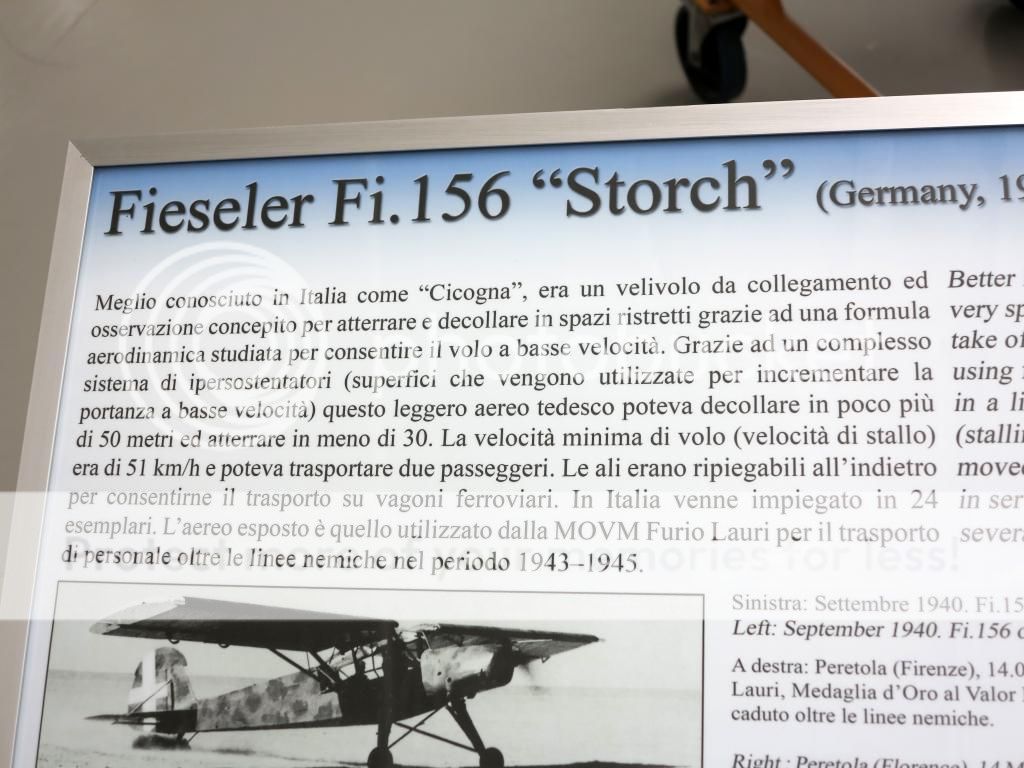 Fieseler Fi.156 “Storch” (Germany, 19
Meglio conosciuto in Italia come “Cicogna”, era un velivolo da collegamento ed
osservazione concepito per atterrare e decollare in spazi ristretti grazie ad una formula
aerodinamica studiata per consentire il volo a basse velocità. Grazie ad un complesso
sistema di ipersostentatori (superfici che vengono utilizzate per incrementare la
portanza a basse velocità) questo leggero aereo tedesco poteva decollare in poco più
di 50 metri ed atterrare in meno di 30. La velocità minima di volo (velocità di stallo)
era di 51 km/h e poteva trasportare due passeggeri. Le ali erano ripiegabili all’indietro
per consentirne il trasporto su vagoni ferroviari. In Italia venne impiegato in 24
esemplari. L’aereo esposto è quello utilizzato dalla MOVM Furio Lauri per il trasporto
di personale oltre le linee nemiche nel periodo 1943–1945.
Better
very sp
take of
using
in a li
(stallin
moved
in ser
severa
Sinistra: Settembre 1940. Fi.15
Left: September 1940. Fi.156
A destra: Peretola (Firenze), 14.0
Lauri, Medaglia d’Oro al Valor
caduto oltre le linee nemiche.
Right : Peretola (Florence), 14 M
photobucket
Protect more of your memories for less!